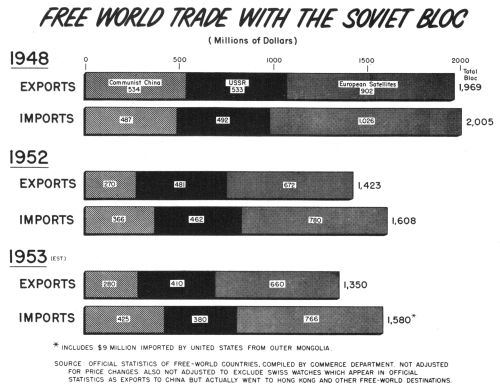 FREE WORLD TRADE WITH THE SOVIET BLOC
(Millions of Dollars)
1948
0 500 1000 1500
Total Bloc
EXPORTS
Communist China 534
USSR 533
European Satellites 902
1,969
IMPORTS 487 492 1,026 2,005
1952
EXPORTS 270 481 672 1,423
IMPORTS 366 462 780 1,608
1953 (EST.)
EXPORTS 280 410 660 1,350
IMPORTS 425 380 766 1,580*
* INCLUDES $9 MILLION IMPORTED BY UNITED STATES FROM OUTER MONGOLIA.
SOURCE: OFFICIAL STATISTICS OF FREE-WORLD COUNTRIES, COMPILED BY COMMERCE DEPARTMENT. NOT ADJUSTED
FOR PRICE CHANGES ALSO NOT ADJUSTED TO EXCLUDE SWISS WATCHES WHICH APPEAR IN OFFICIAL
STATISTICS AS EXPORTS TO CHINA BUT ACTUALLY WENT TO HONG KONG AND OTHER FREE-WORLD DESTINATIONS.